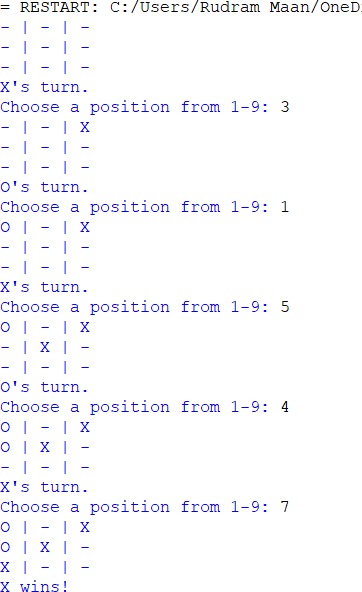 = RESTART: C:/Users/Rudram Maan/OneD
- | - | -
- | - | -
- | - | -
X's turn.
Choose a position from 1-9: 3
- | - | X
- | - | -
- | - | -
O's turn.
Choose a position from 1-9: 1
O | - | X
- | - | -
- | - | -
X's turn.
Choose a position from 1-9: 5
O | - | X
- | X | -
- | - | -
O's turn.
Choose a position from 1-9: 4
O | - | X
O | X | -
- | - | -
X's turn.
Choose a position from 1-9: 7
O | - | X
O | X | -
X | - | -
X wins!